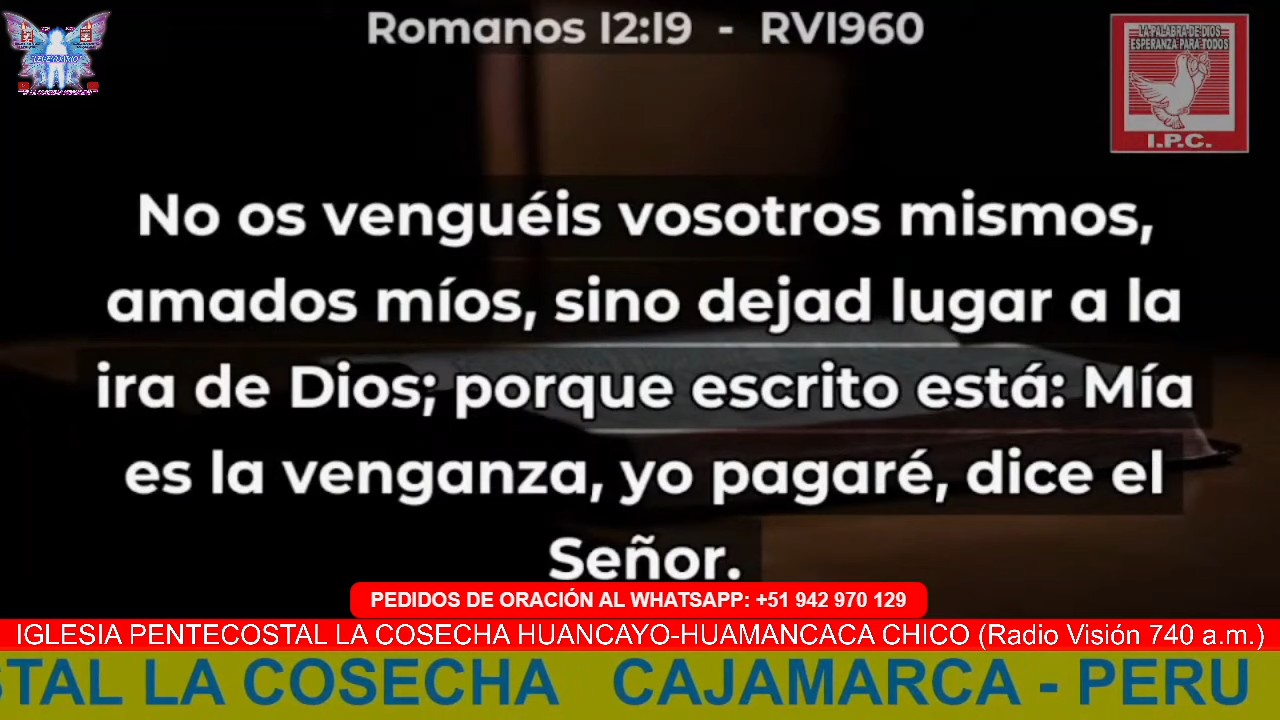 Romanos 12:19 - RV1960
LA PALABRA DE DIOS
ESPERANZA PARA TODOS
I.P.C.
No os venguéis vosotros mismos,
amados míos, sino dejad lugar a la
ira de Dios; porque escrito está: Mía
es la venganza, yo pagaré, dice el
Señor.
PEDIDOS DE ORACIÓN AL WHATSAPP: +51 942 970 129
IGLESIA PENTECOSTAL LA COSECHA HUANCAYO-HUAMANCACA CHICO (Radio Visión 740 a.m.)
STAL LA COSECHA CAJAMARCA - PERU